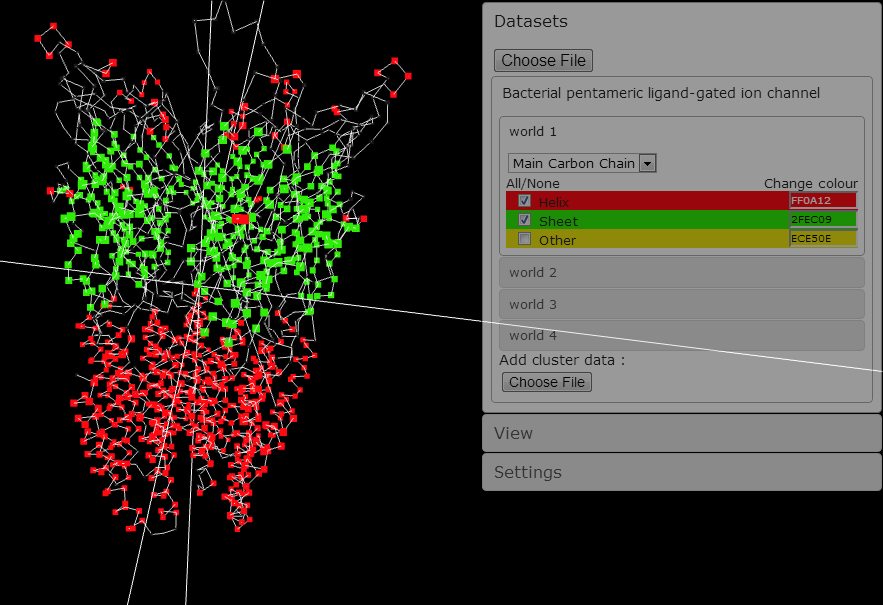 Datasets
Choose File
Bacterial pentameric ligand-gated ion channel
world 1
Main Carbon Chain
All/None Change colour
Helix FF0A12
Sheet 2FEC09
Other ECE50E
world 2
world 3
world 4
Add cluster data :
Choose File
View
Settings